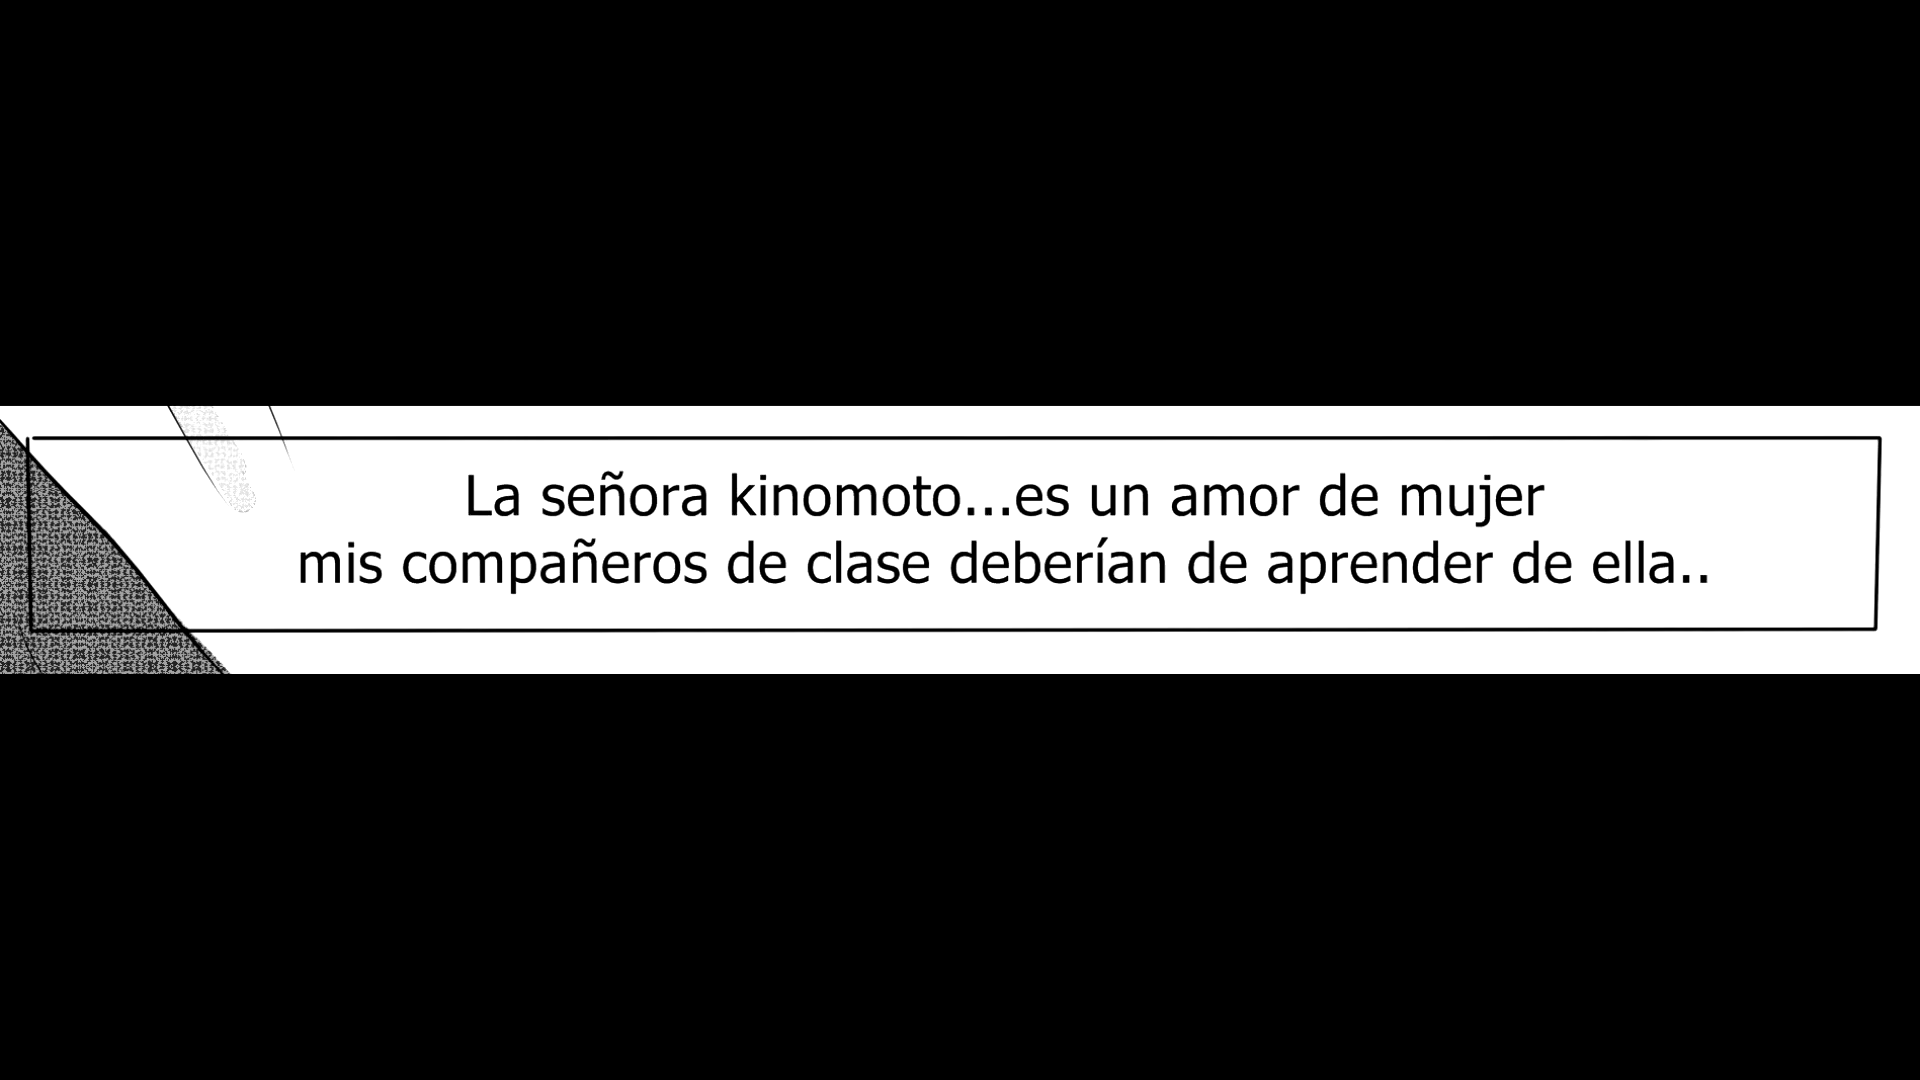 La señora kinomoto...es un amor de mujer
mis compañeros de clase deberían de aprender de ella..